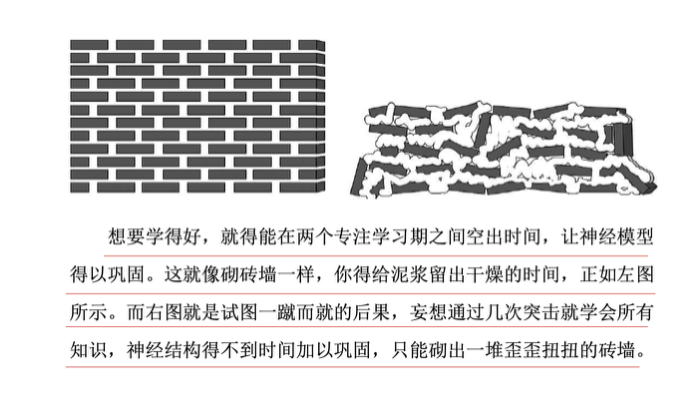 想要学得好，就得能在两个专注学习期之间空出时间，让神经模型
得以巩固。这就像砌砖墙一样，你得给泥浆留出干燥的时间，正如左图
所示。而右图就是试图一蹴而就的后果，妄想通过几次突击就学会所有
知识，神经结构得不到时间加以巩固，只能砌出一堆歪歪扭扭的砖墙。